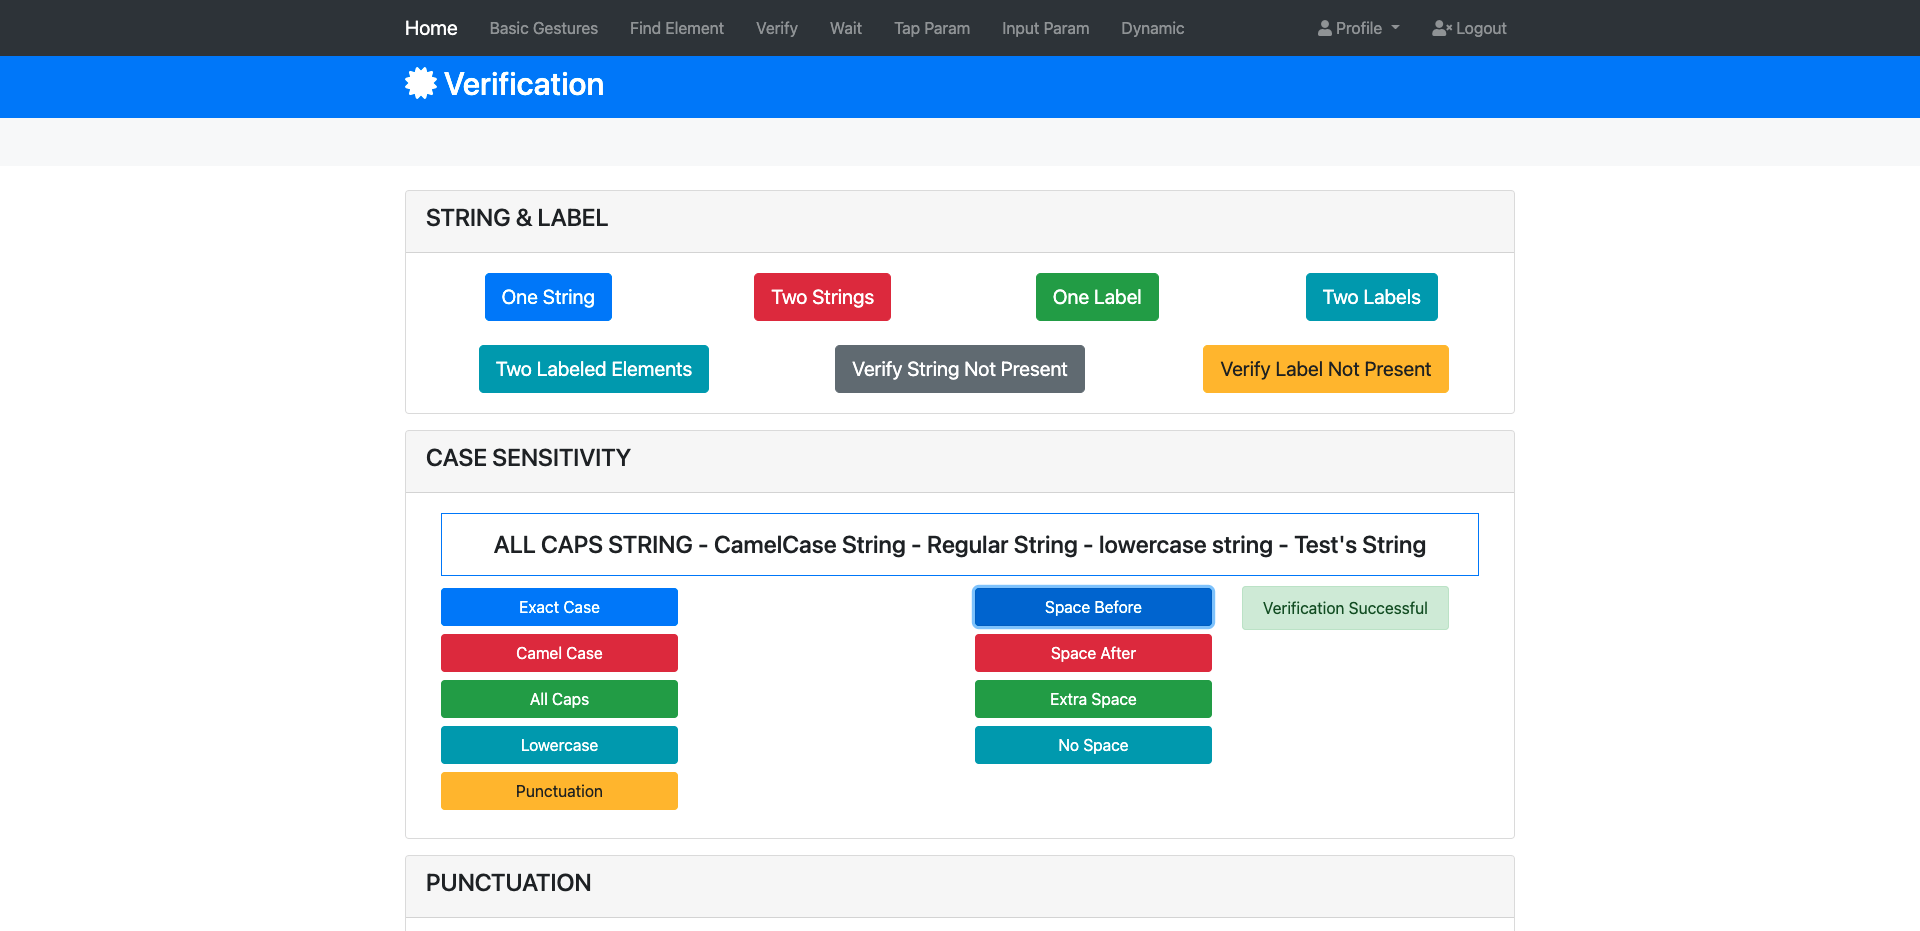 Home Basic Gestures Find Element Verify Wait Tap Param Input Param Dynamic Profile Logout
Verification
STRING & LABEL
One String Two Strings One Label Two Labels
Two Labeled Elements Verify String Not Present Verify Label Not Present
CASE SENSITIVITY
ALL CAPS STRING - CamelCase String - Regular String - lowercase string - Test's String
Exact Case Space Before Verification Successful
Camel Case Space After
All Caps Extra Space
Lowercase No Space
Punctuation
PUNCTUATION